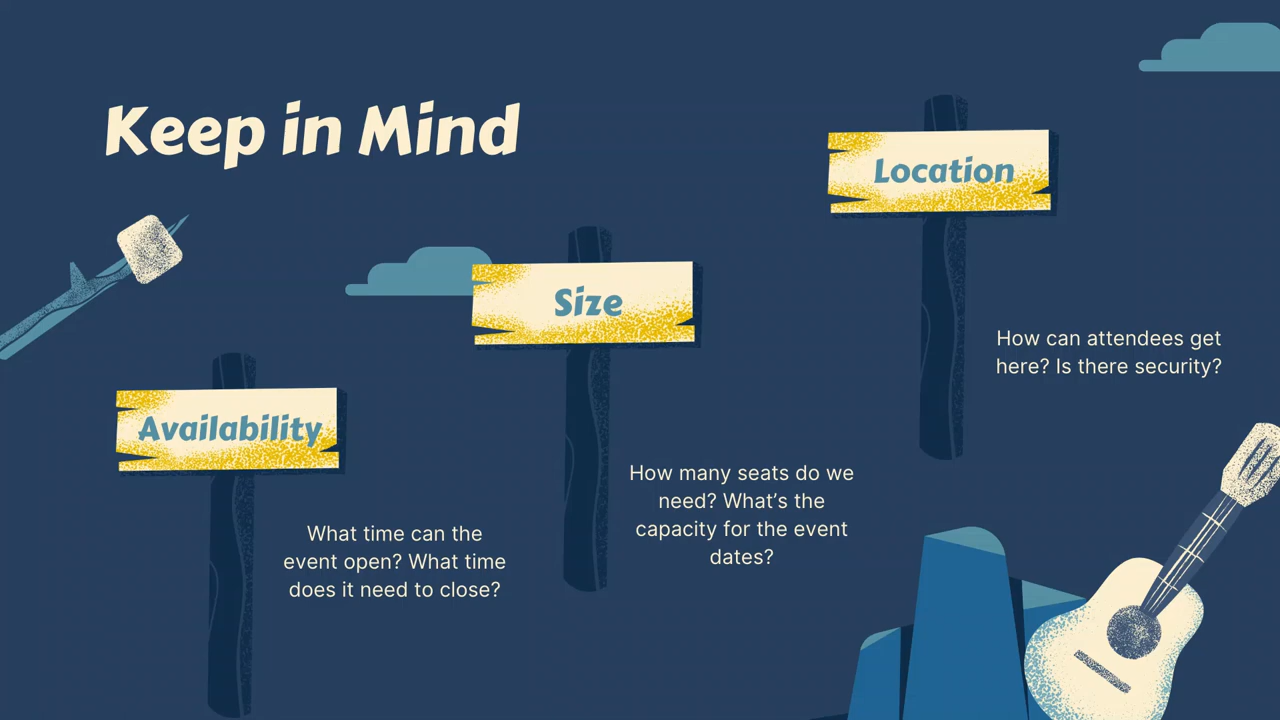 Keep in Mind
Availability
What time can the
event open? What time
does it need to close?
Size
How many seats do we
need? What’s the
capacity for the event
dates?
Location
How can attendees get
here? Is there security?